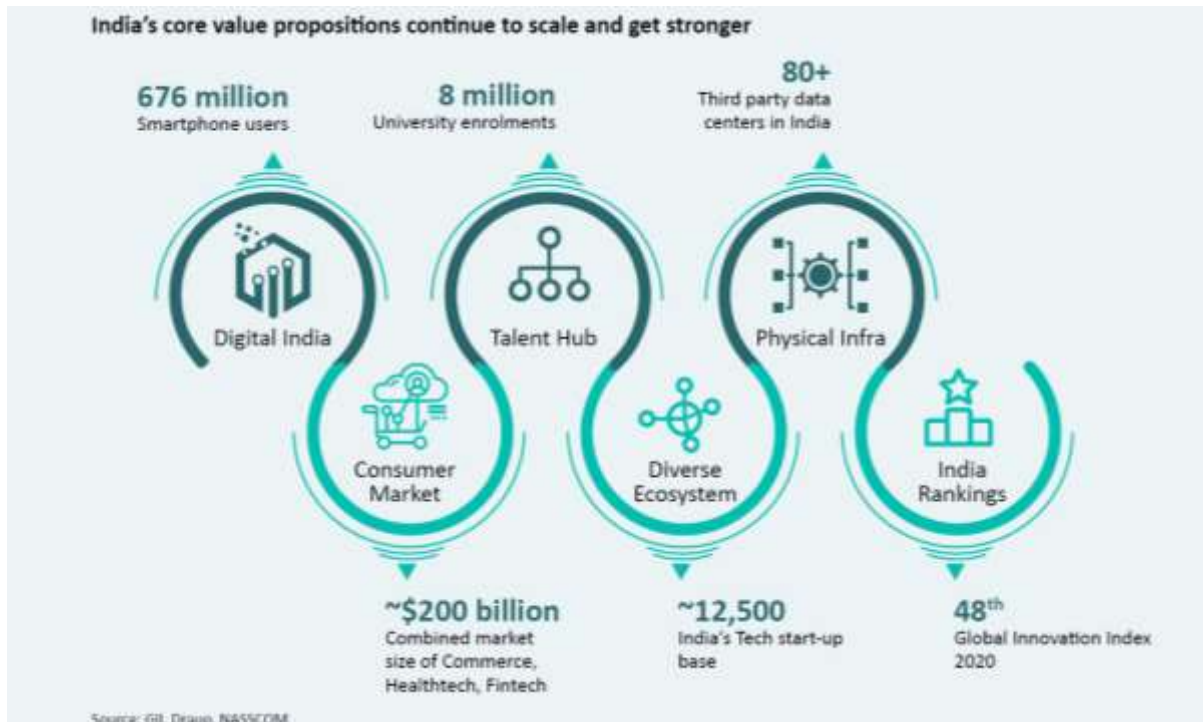 India's core value propositions continue to scale and get stronger
676 million
Smartphone users
8 million
University enrolments
80+
Third party data
centers in India
Digital India
Talent Hub
Physical Infra
Consumer
Market
Diverse
Ecosystem
India
Rankings
~$200 billion
Combined market
size of Commerce,
Healthtech, Fintech
~12,500
India's Tech start-up
base
48th
Global Innovation Index
2020
Source: GII, Draup, NASSCOM